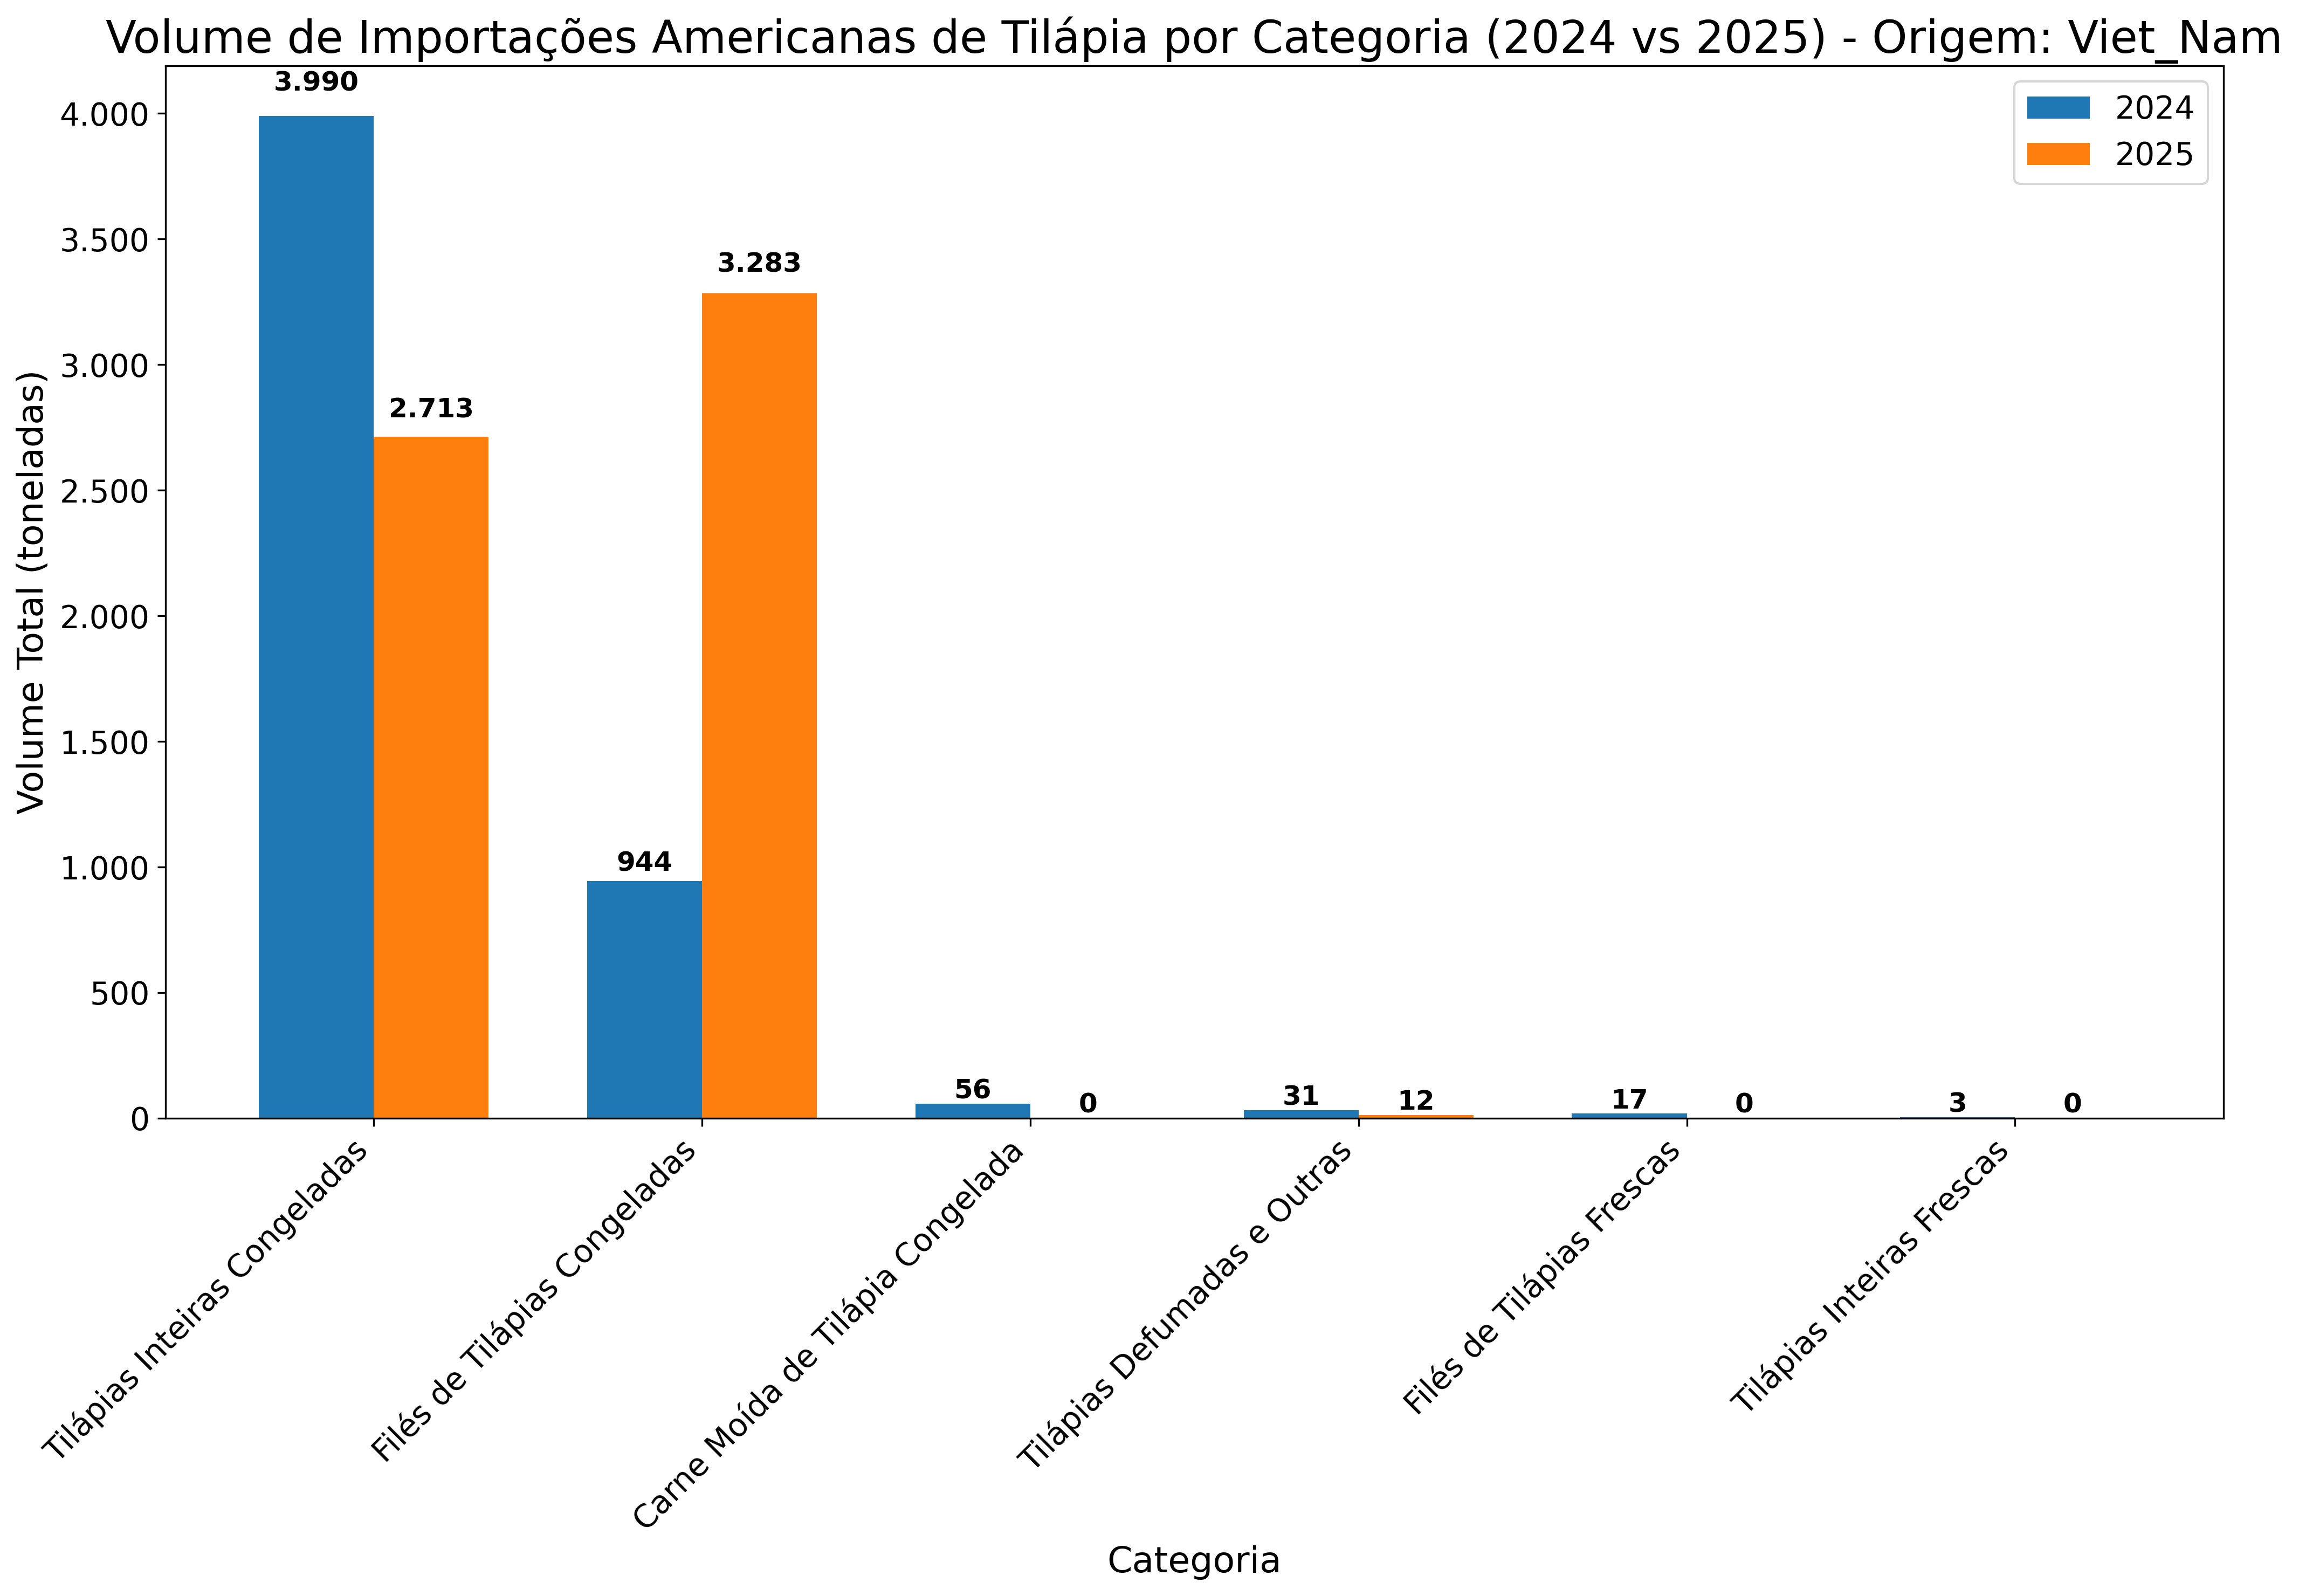 Volume de Importações Americanas de Tilápia por Categoria (2024 vs 2025) - Origem: Viet_Nam
2024
2025
Volume Total (toneladas)
4.000
3.500
3.000
2.500
2.000
1.500
1.000
500
0
3.990
2.713
944
3.283
56
0
31
12
17
0
3
0
Tilápias Inteiras Congeladas
Filés de Tilápias Congeladas
Carne Moída de Tilápia Congelada
Tilápias Defumadas e Outras
Filés de Tilápias Frescas
Tilápias Inteiras Frescas
Categoria